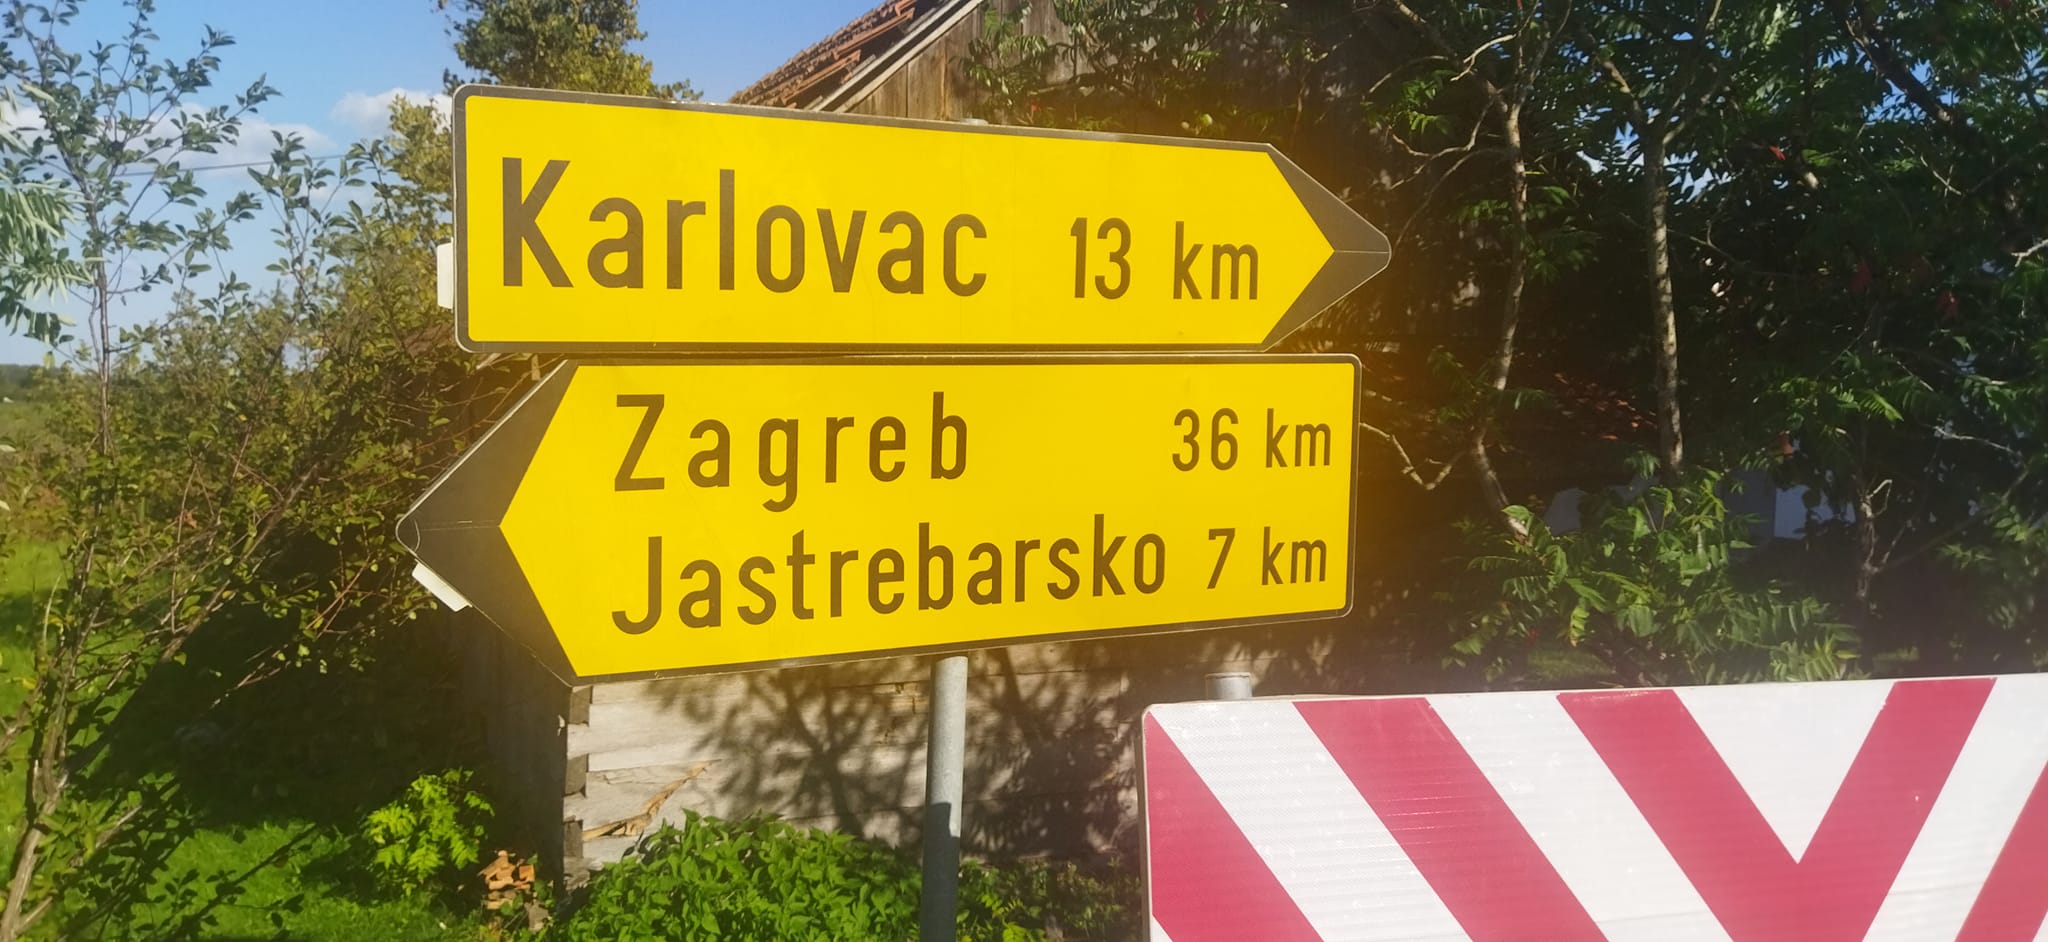 Karlovac 13 km
Zagreb 36 km
Jastrebarsko 7 km